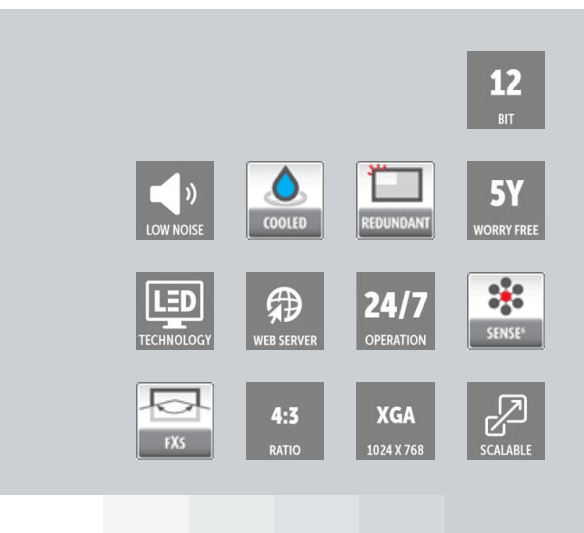 12
BIT
LOW NOISE
COOLED
REDUNDANT
5Y
WORRY FREE
LED
TECHNOLOGY
WEB SERVER
24/7
OPERATION
SENSE⁶
FXS
4:3
RATIO
XGA
1024 X 768
SCALABLE